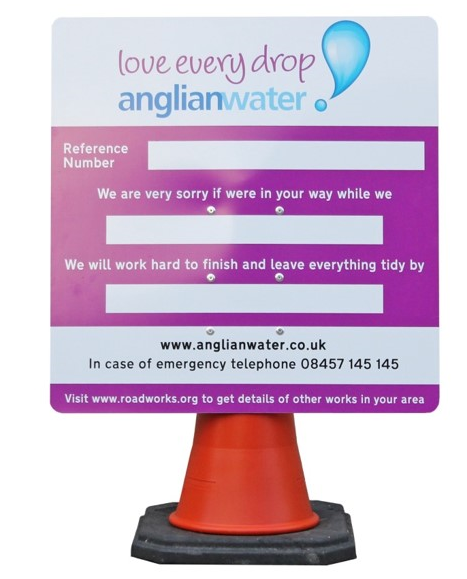 love every drop
anglianwater
Reference
Number
We are very sorry if were in your way while we
We will work hard to finish and leave everything tidy by
www.anglianwater.co.uk
In case of emergency telephone 08457 145 145
Visit www.roadworks.org to get details of other works in your area